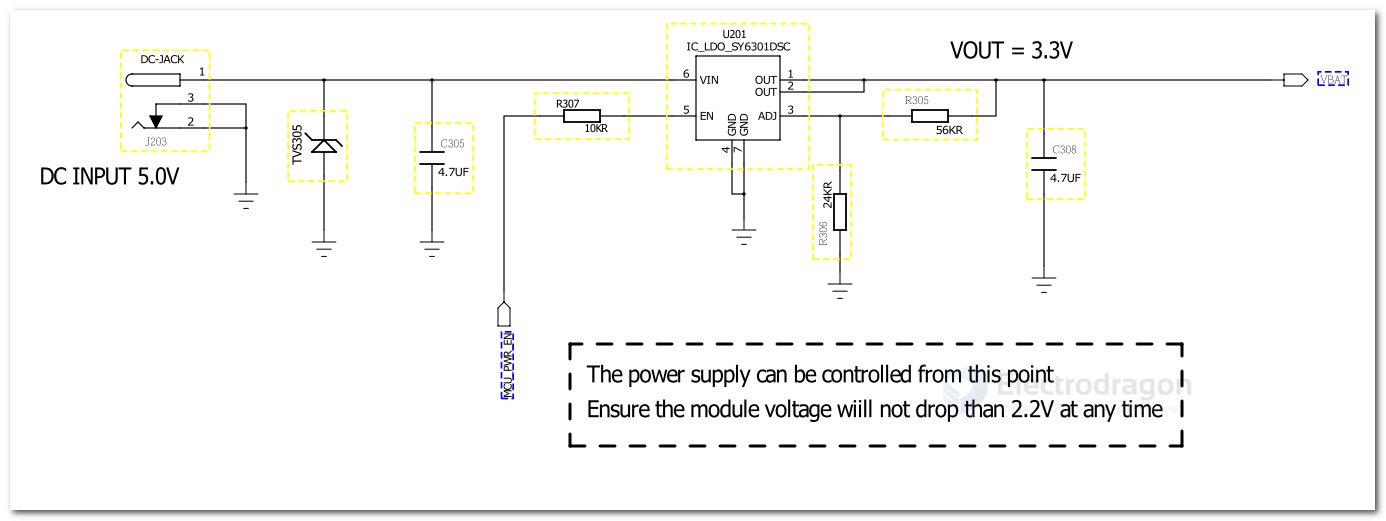 DC-JACK
1
3
2
J203
DC INPUT 5.0V
TVS305
C305
4.7UF
R307
10KR
MCU_PWR_EN
U201
IC_LDO_SY6301DSC
6
VIN
OUT
1
OUT
2
5
EN
ADJ
3
GND
GND
4
7
R305
56KR
24KR
R306
VOUT = 3.3V
C308
4.7UF
VBAT
The power supply can be controlled from this point
Ensure the module voltage wiill not drop than 2.2V at any time
Electrodragon